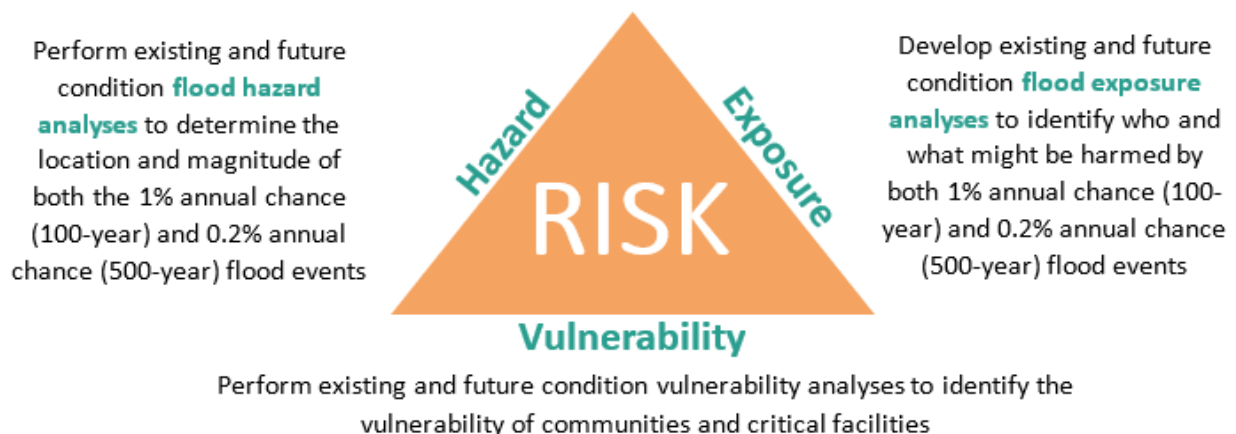 Perform existing and future
condition flood hazard
analyses to determine the
location and magnitude of
both the 1% annual chance
(100-year) and 0.2% annual
chance (500-year) flood events
Hazard
RISK
Exposure
Develop existing and future
condition flood exposure
analyses to identify who and
what might be harmed by
both 1% annual chance (100-
year) and 0.2% annual chance
(500-year) flood events
Vulnerability
Perform existing and future condition vulnerability analyses to identify the
vulnerability of communities and critical facilities